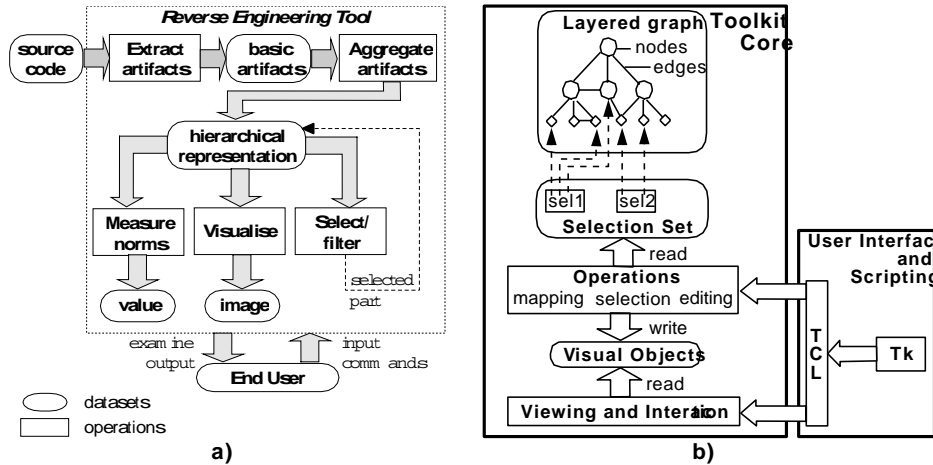 Reverse Engineering Tool
source
code
Extract
artifacts
basic
artifacts
Aggregate
artifacts
hierarchical
representation
Measure
norms
Visualise
Select/
filter
selected
part
value
image
examine
output
input
commands
End User
datasets
operations
a)
Layered graph
Toolkit
Core
nodes
edges
sel1
sel2
Selection Set
read
Operations
mapping selection editing
write
Visual Objects
read
Viewing and Interaction
User Interfac
and
Scripting
TCL
Tk
b)